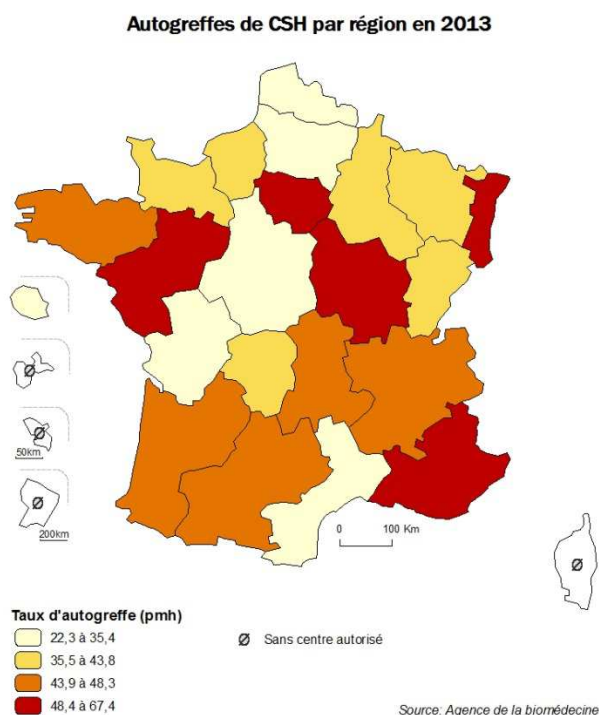 Autogreffes de CSH par région en 2013
50km
200km
0 100 Km
Taux d'autogreffe (pmh)
22,3 à 35,4
35,5 à 43,8
43,9 à 48,3
48,4 à 67,4
Sans centre autorisé
Source: Agence de la biomédecine